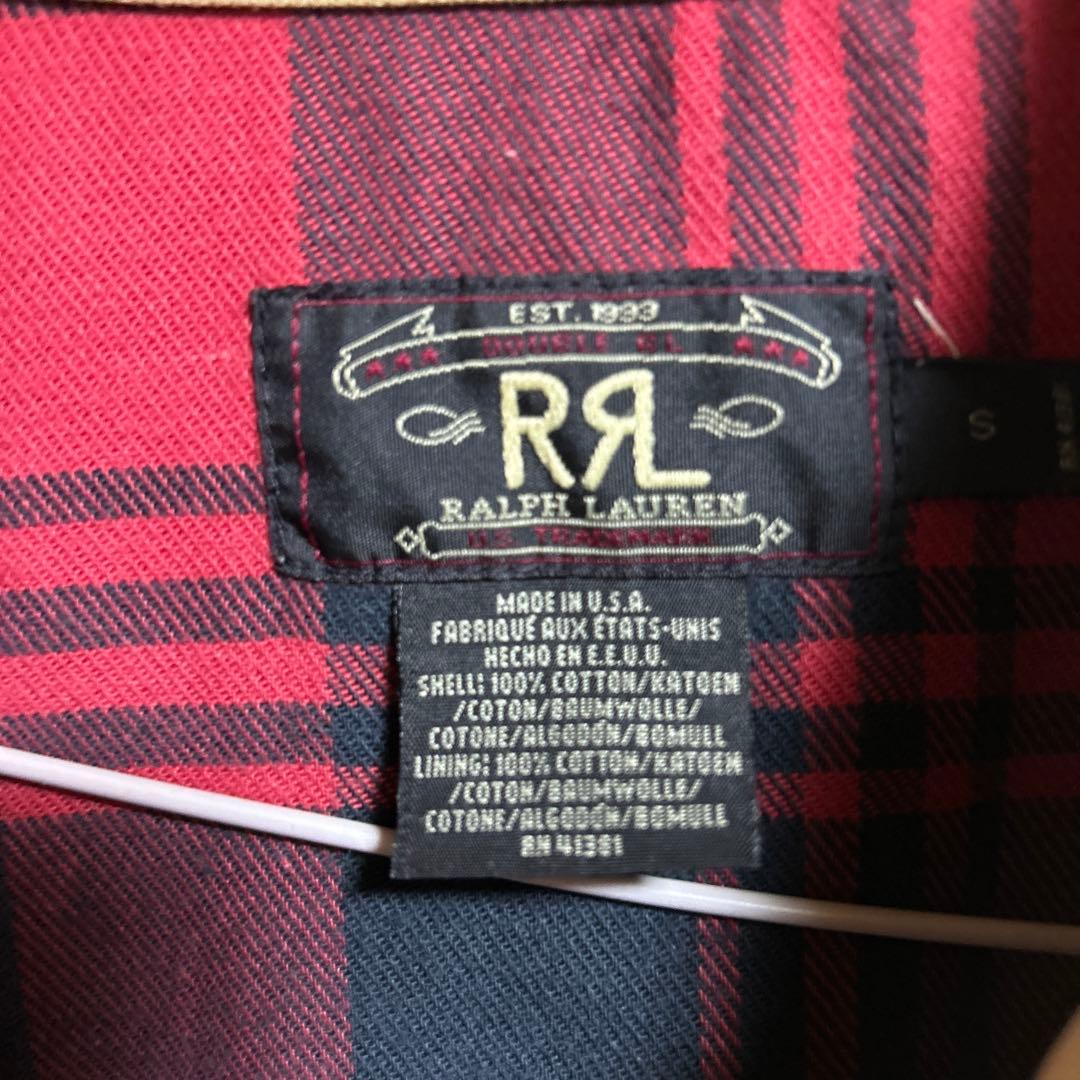 EST. 1993
DOUBLE RL
RRL
RALPH LAUREN
U.S. TRADEMARK
S
MADE IN U.S.A.
FABRIQUÉ AUX ÉTATS-UNIS
HECHO EN E.E.U.U.
SHELL: 100% COTTON/KATOEN
/COTON/BAUMWOLLE/
COTONE/ALGODÓN/BOMULL
LINING: 100% COTTON/KATOEN
/COTON/BAUMWOLLE/
COTONE/ALGODÓN/BOMULL
RN 41381